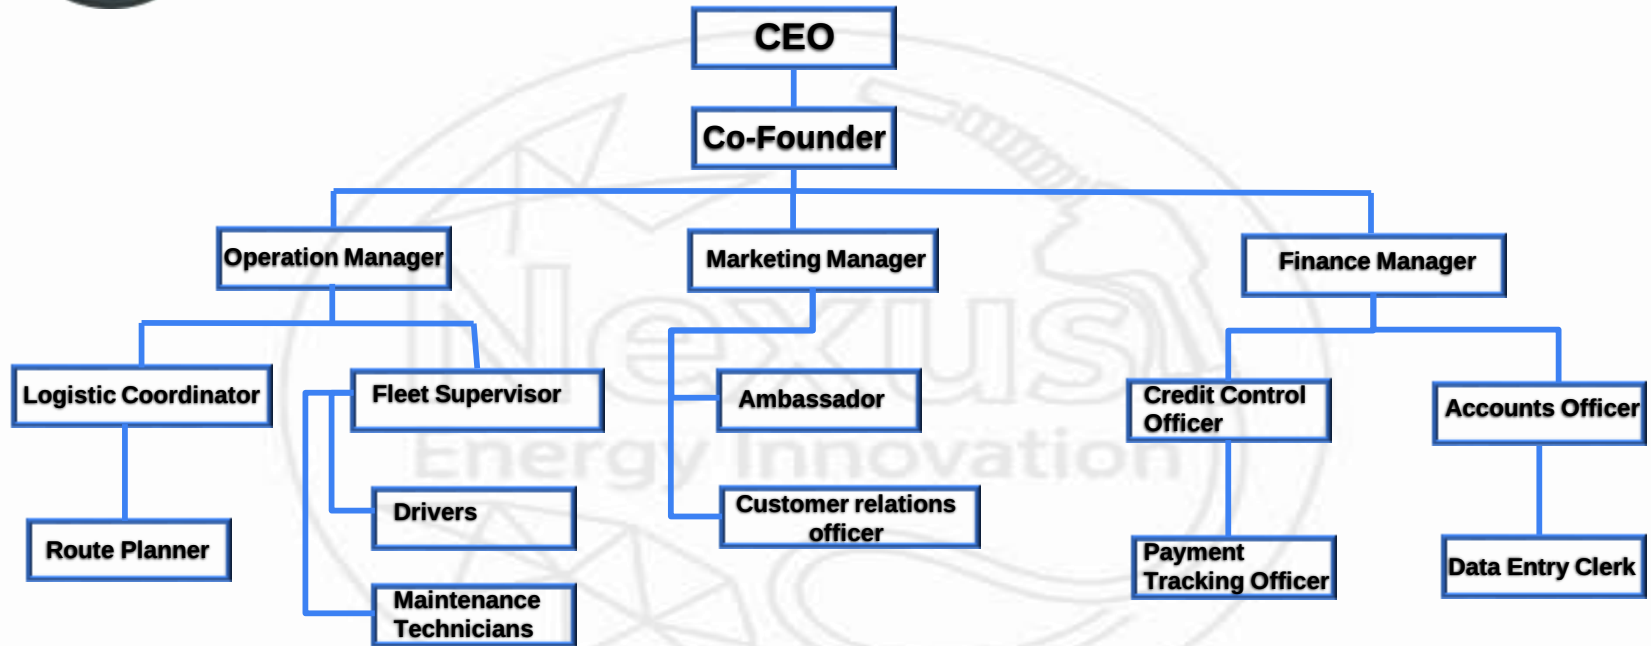 CEO
Co-Founder
Operation Manager
Marketing Manager
Finance Manager
Logistic Coordinator
Fleet Supervisor
Ambassador
Credit Control
Officer
Accounts Officer
Drivers
Customer relations
officer
Route Planner
Payment
Tracking Officer
Data Entry Clerk
Maintenance
Technicians
Nexus
Energy Innovation